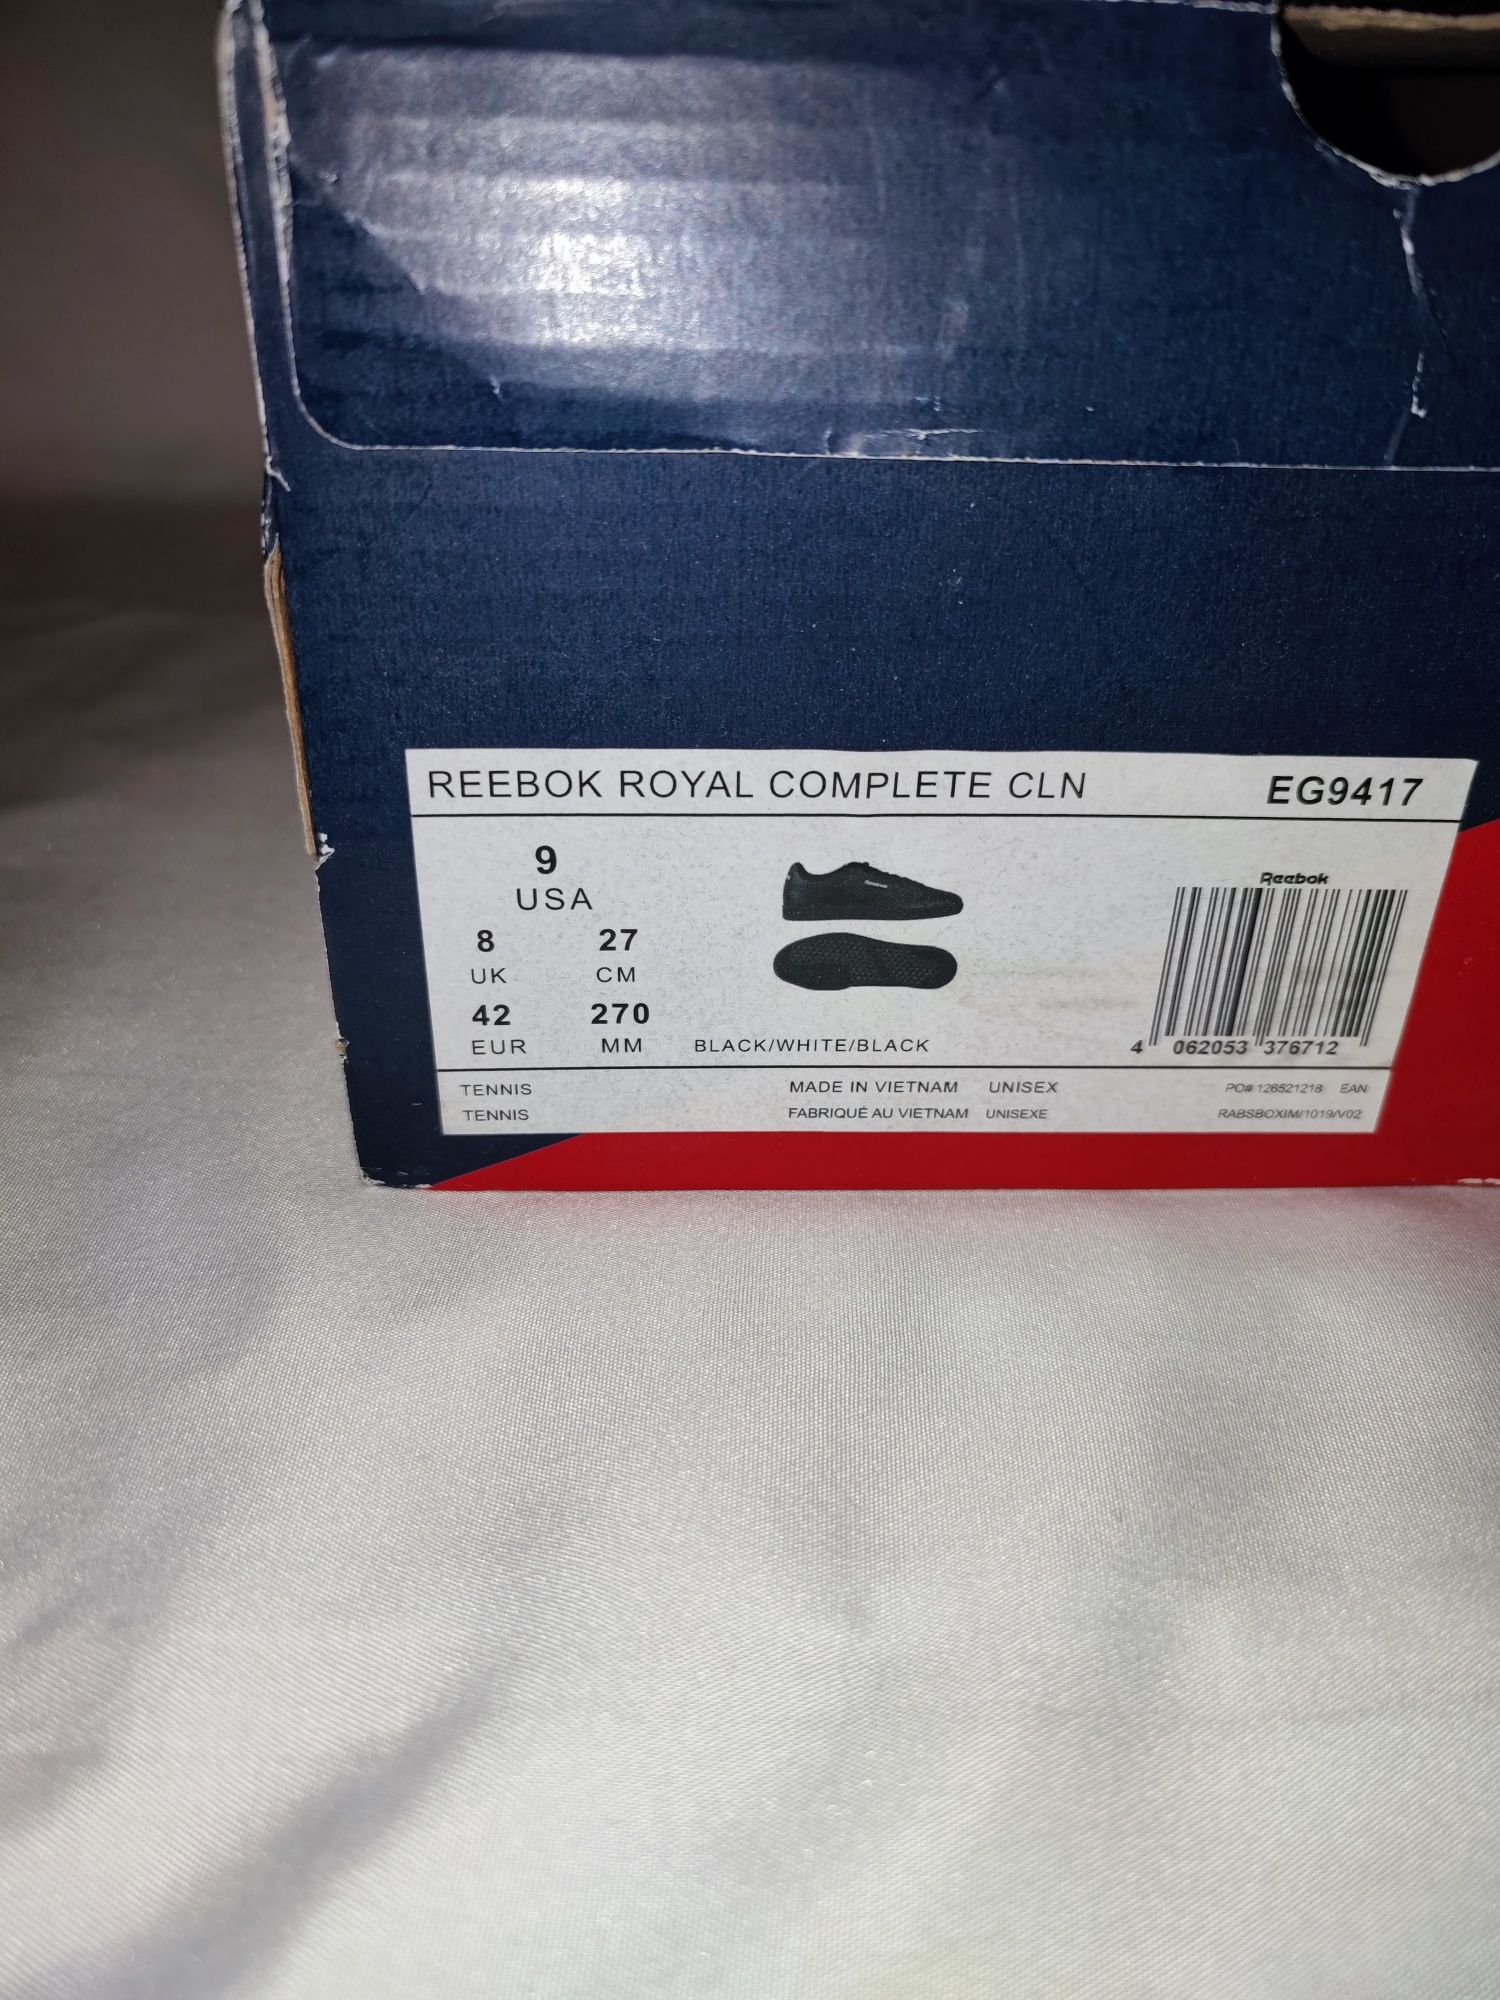 REEBOK ROYAL COMPLETE CLN EG9417
9
USA
8 27
UK CM
42 270
EUR MM
Reebok
BLACK/WHITE/BLACK
Reebok
4 062053 376712
TENNIS MADE IN VIETNAM UNISEX PO# 126521218 EAN
TENNIS FABRIQUÉ AU VIETNAM UNISEXE RABSBOXIM/1019/V02